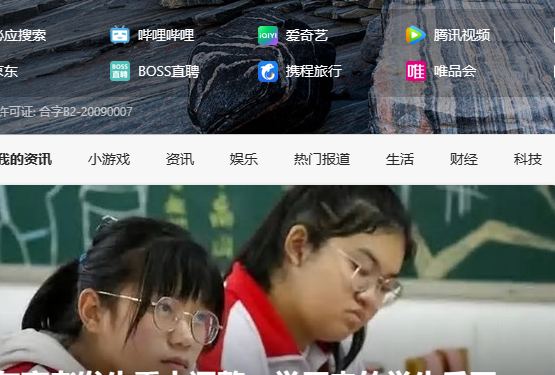 必应搜索 哔哩哔哩 爱奇艺 腾讯视频
京东 BOSS直聘 携程旅行 唯品会
许可证: 合字B2-20090007
我的资讯 小游戏 资讯 娱乐 热门报道 生活 财经 科技